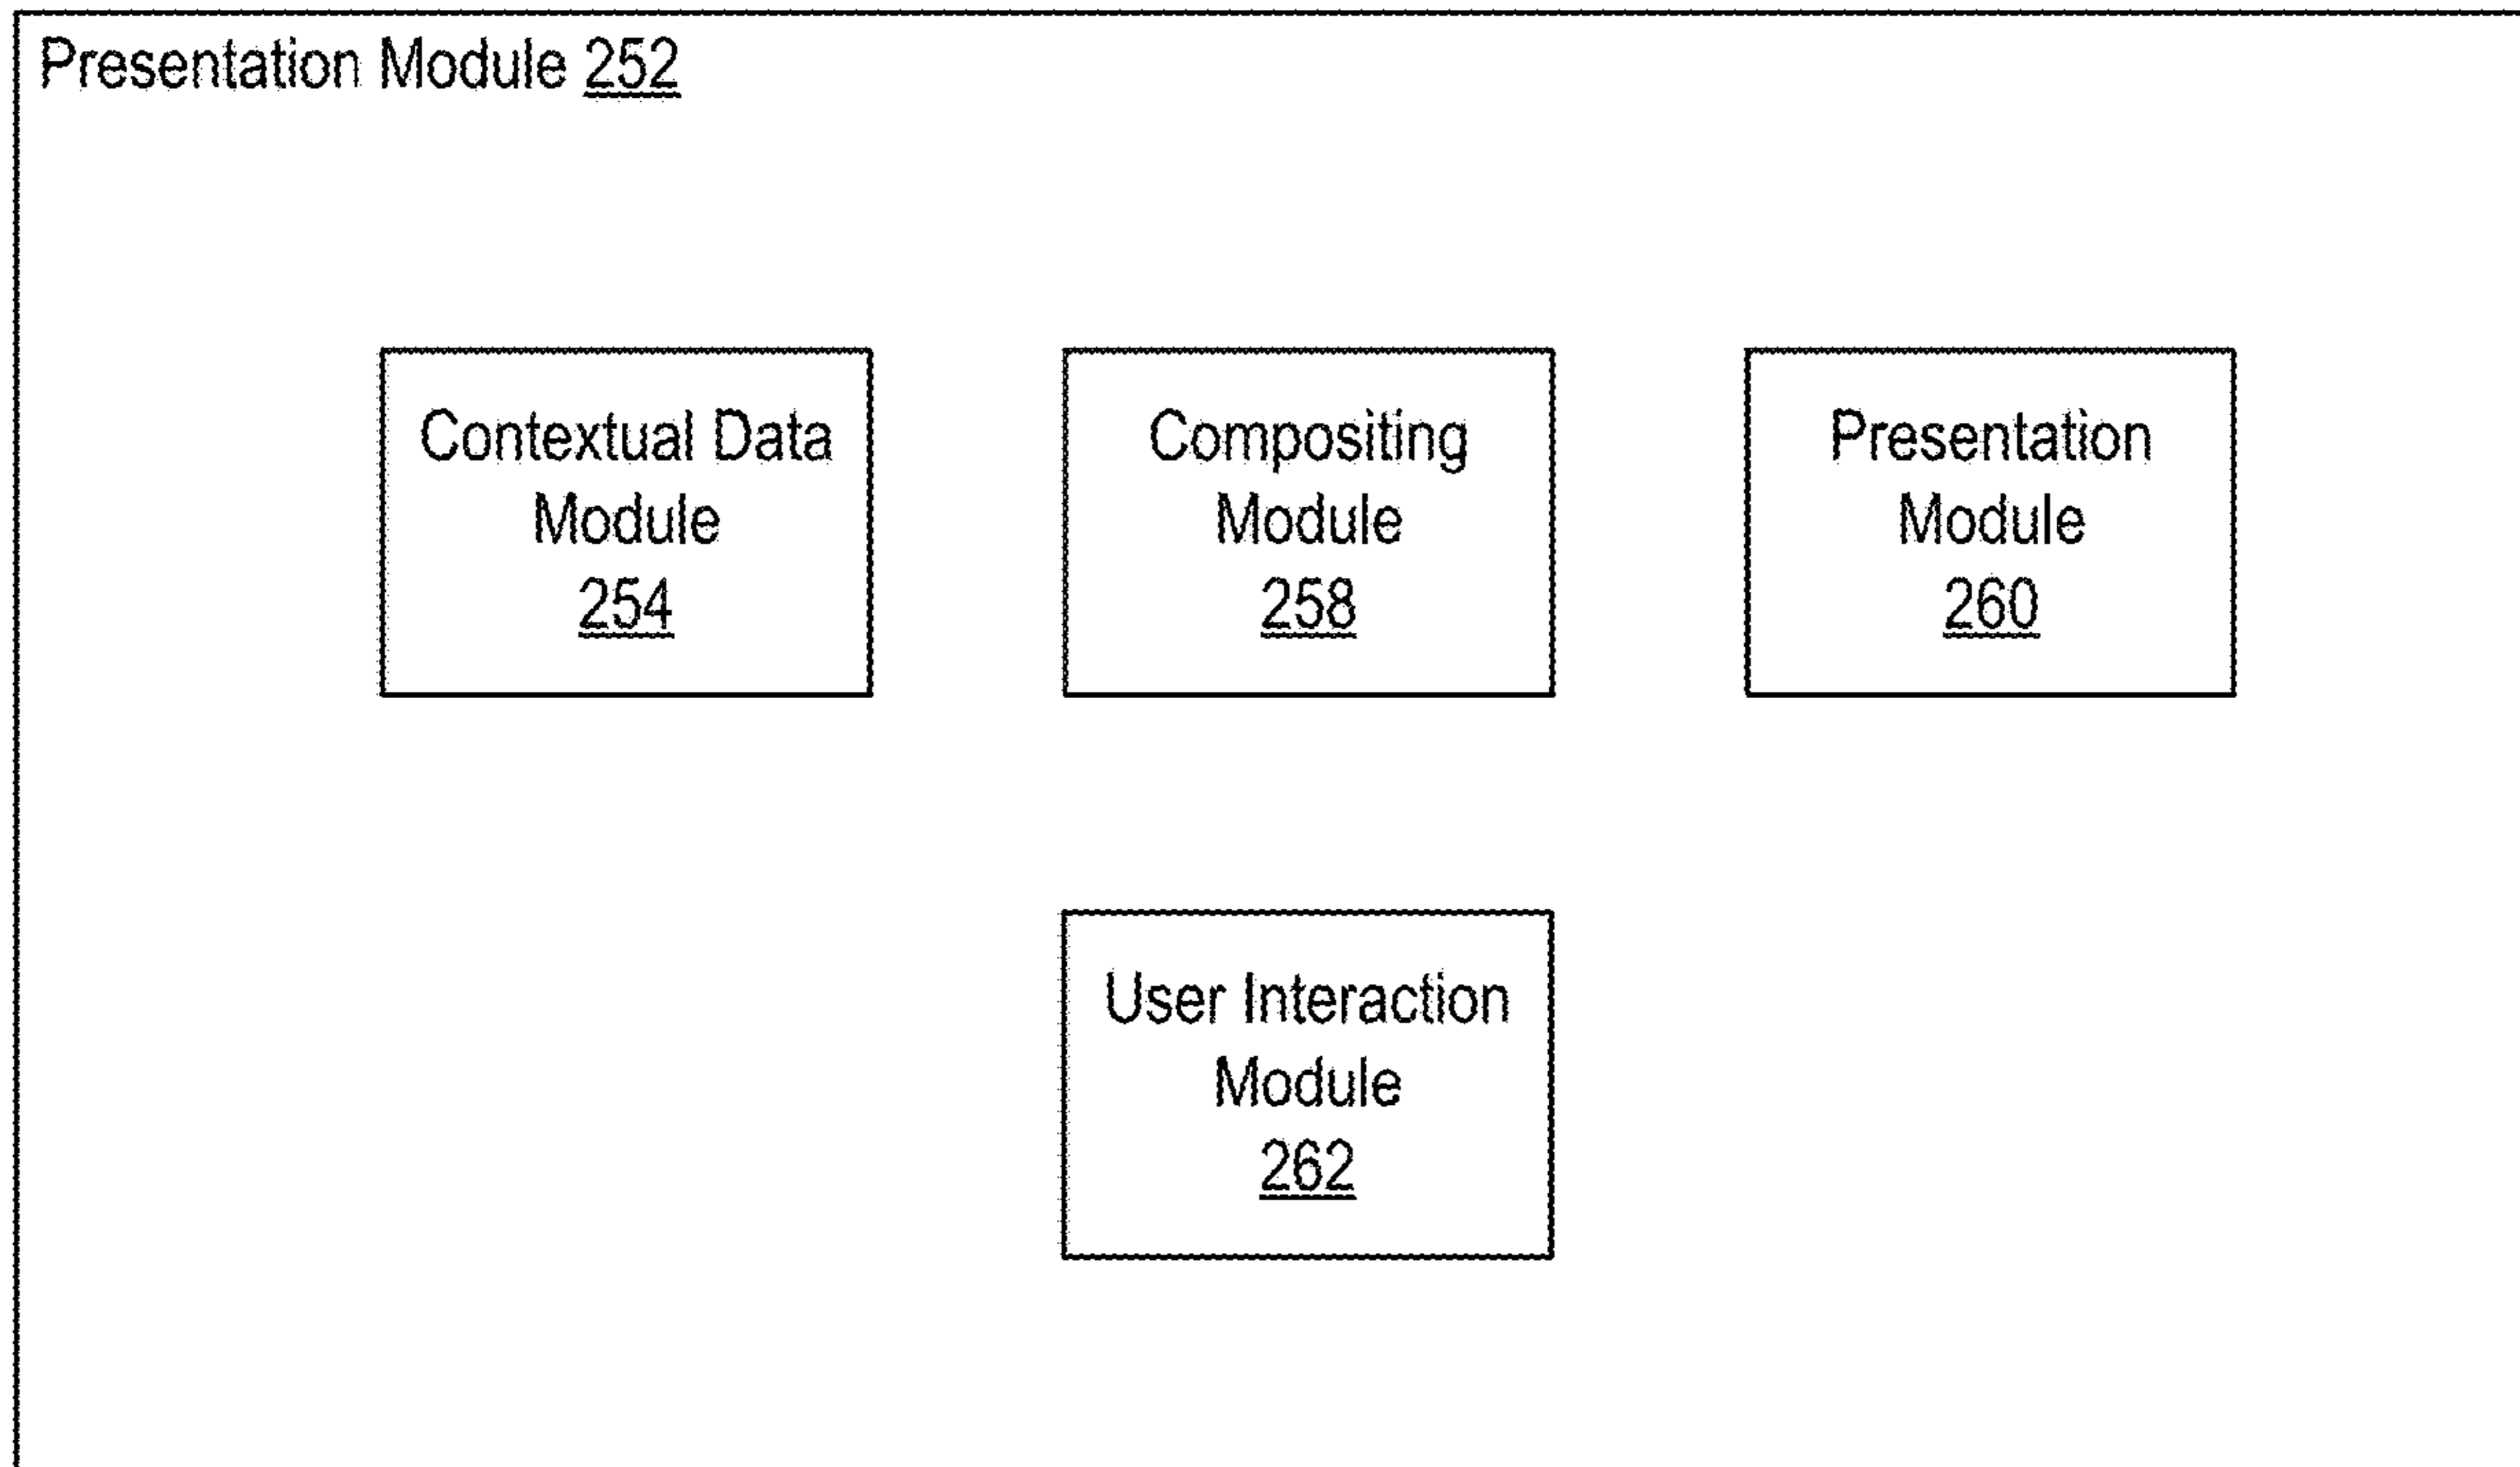 Presentation Module 252
Contextual Data
Module
254
Compositing
Module
258
Presentation
Module
260
User Interaction
Module
262